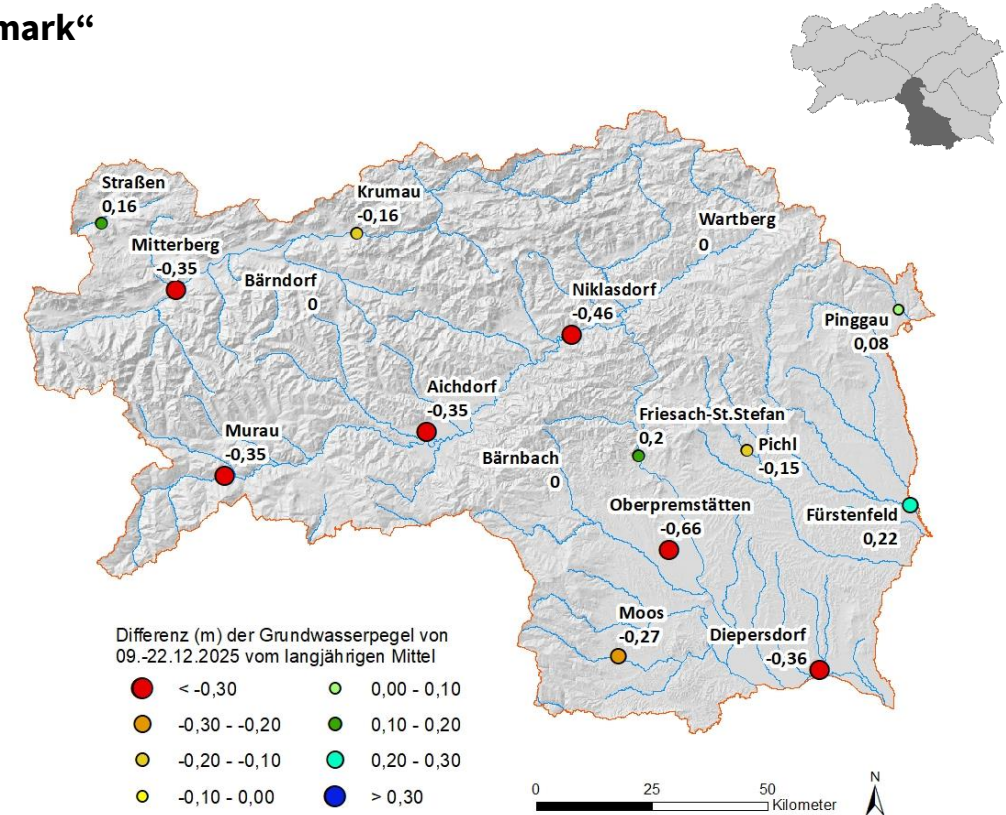 mark“
Straßen
0,16
Krumau
-0,16
Wartberg
0
Mitterberg
-0,35
Bärndorf
0
Niklasdorf
-0,46
Pinggau
0,08
Aichdorf
-0,35
Friesach-St.Stefan
0,2
Pichl
-0,15
Murau
-0,35
Bärnbach
0
Oberpremstätten
-0,66
Fürstenfeld
0,22
Moos
-0,27
Diepersdorf
-0,36
Differenz (m) der Grundwasserpegel von
09.-22.12.2025 vom langjährigen Mittel
< -0,30
-0,30 - -0,20
-0,20 - -0,10
-0,10 - 0,00
0,00 - 0,10
0,10 - 0,20
0,20 - 0,30
> 0,30
0 25 50 Kilometer
N